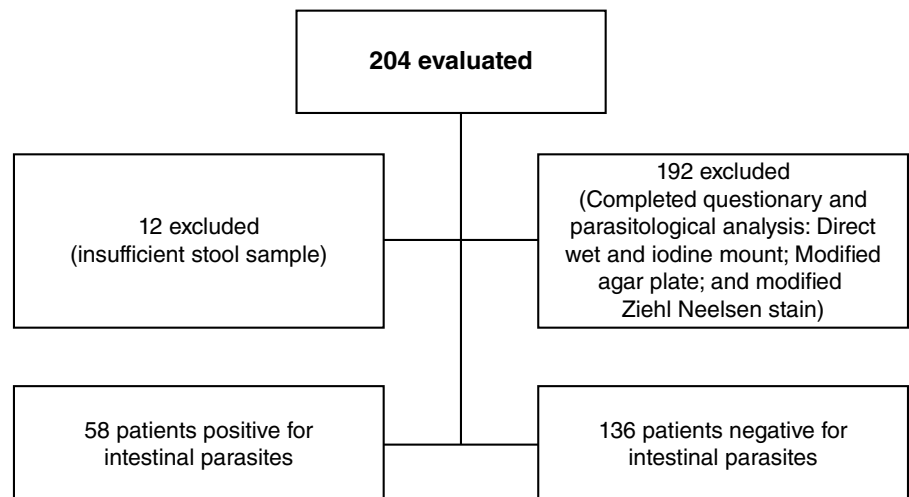 204 evaluated
12 excluded
(insufficient stool sample)
192 excluded
(Completed questionary and
parasitological analysis: Direct
wet and iodine mount; Modified
agar plate; and modified
Ziehl Neelsen stain)
58 patients positive for
intestinal parasites
136 patients negative for
intestinal parasites